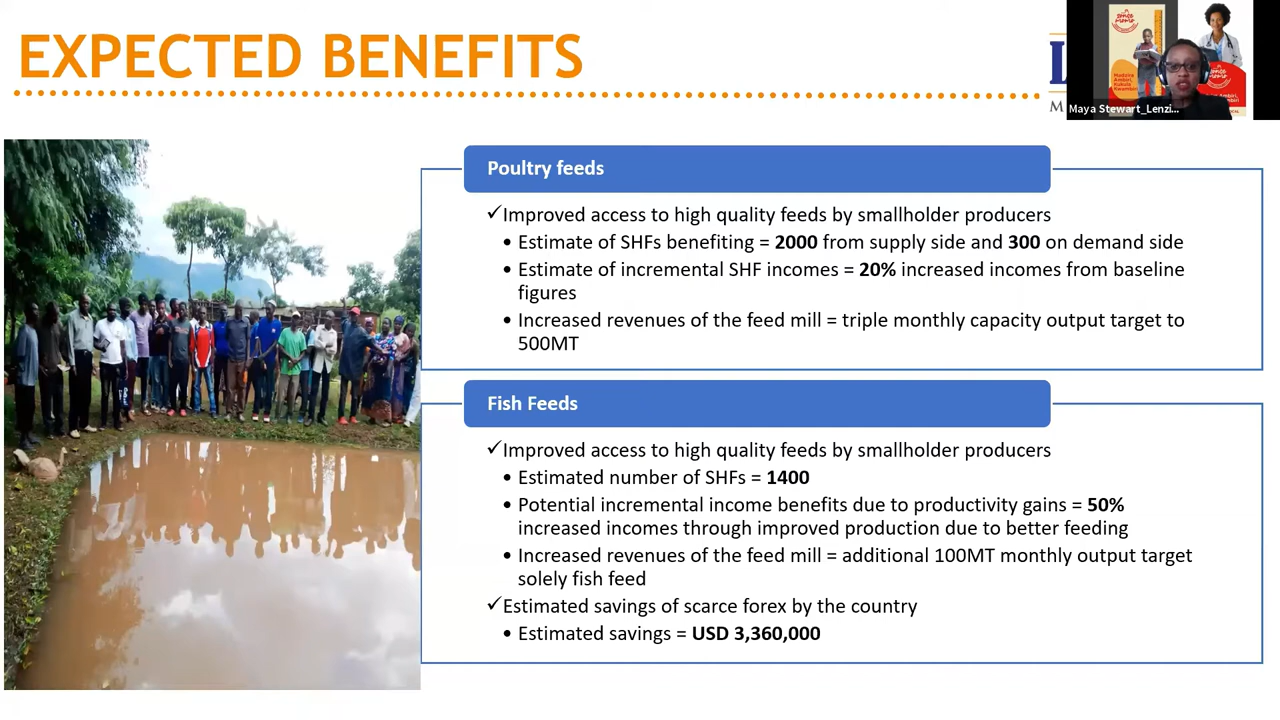 EXPECTED BENEFITS
L
M
Maya Stewart_Lenzi...
Poultry feeds
✓Improved access to high quality feeds by smallholder producers
• Estimate of SHFs benefiting = 2000 from supply side and 300 on demand side
• Estimate of incremental SHF incomes = 20% increased incomes from baseline
figures
• Increased revenues of the feed mill = triple monthly capacity output target to
500MT
Fish Feeds
✓Improved access to high quality feeds by smallholder producers
• Estimated number of SHFs = 1400
• Potential incremental income benefits due to productivity gains = 50%
increased incomes through improved production due to better feeding
• Increased revenues of the feed mill = additional 100MT monthly output target
solely fish feed
✓Estimated savings of scarce forex by the country
• Estimated savings = USD 3,360,000